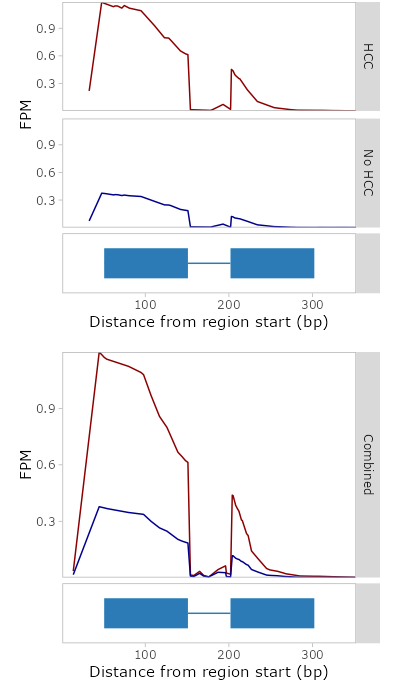 0.9
0.6
0.3
HCC
FPM
0.9
0.6
0.3
No HCC
100
200
300
Distance from region start (bp)
0.9
0.6
0.3
FPM
Combined
100
200
300
Distance from region start (bp)